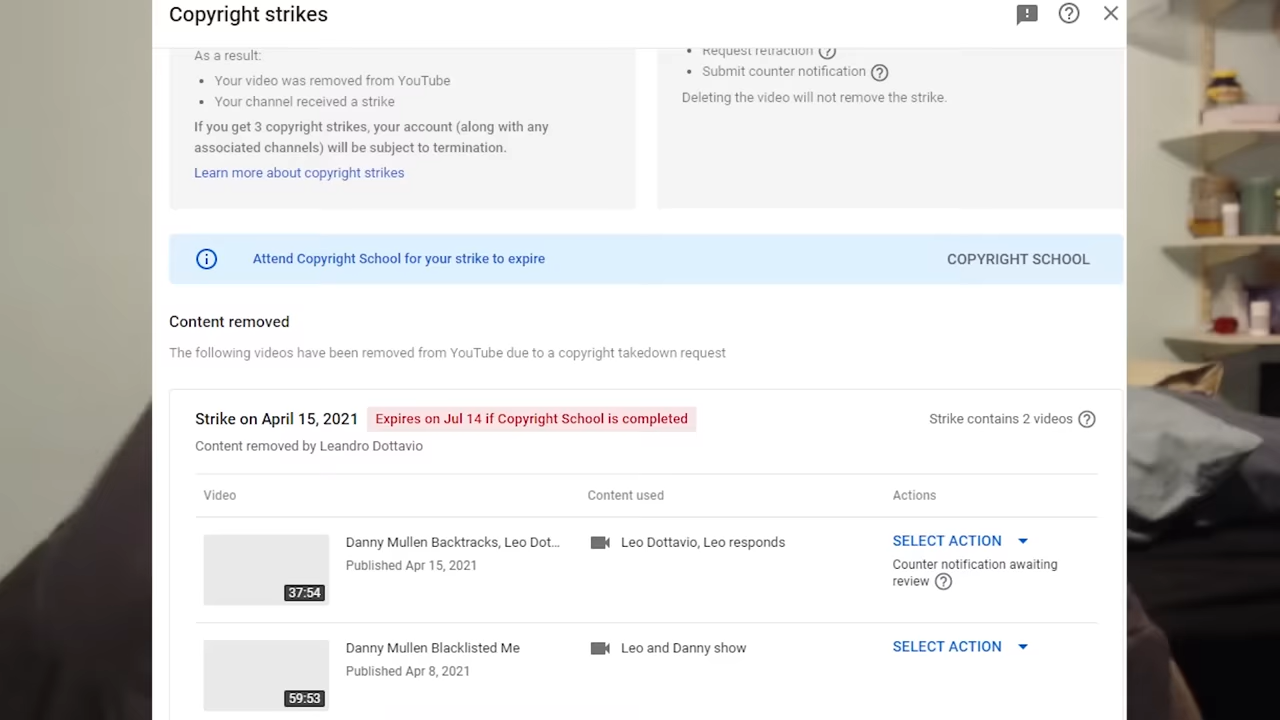 Copyright strikes
As a result:
Your video was removed from YouTube
Your channel received a strike
If you get 3 copyright strikes, your account (along with any
associated channels) will be subject to termination.
Learn more about copyright strikes
Request retraction
Submit counter notification
Deleting the video will not remove the strike.
Attend Copyright School for your strike to expire
COPYRIGHT SCHOOL
Content removed
The following videos have been removed from YouTube due to a copyright takedown request
Strike on April 15, 2021 Expires on Jul 14 if Copyright School is completed
Strike contains 2 videos
Content removed by Leandro Dottavio
Video Content used Actions
37:54
Danny Mullen Backtracks, Leo Dot...
Published Apr 15, 2021
Leo Dottavio, Leo responds
SELECT ACTION
Counter notification awaiting
review
59:53
Danny Mullen Blacklisted Me
Published Apr 8, 2021
Leo and Danny show
SELECT ACTION